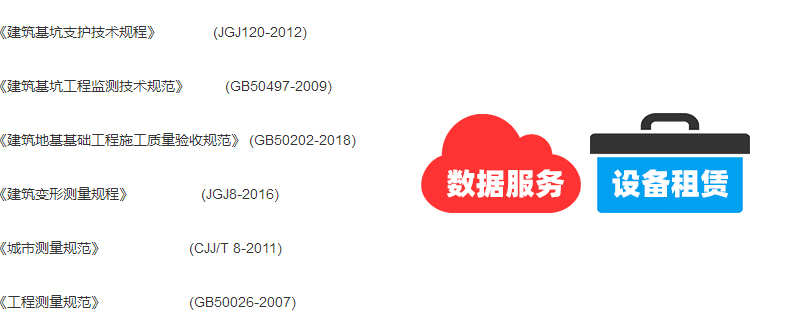 《建筑基坑支护技术规程》 (JGJ120-2012)
《建筑基坑工程监测技术规范》 (GB50497-2009)
《建筑地基基础工程施工质量验收规范》 (GB50202-2018)
数据服务
设备租赁
《建筑变形测量规程》 (JGJ8-2016)
《城市测量规范》 (CJJ/T 8-2011)
《工程测量规范》 (GB50026-2007)